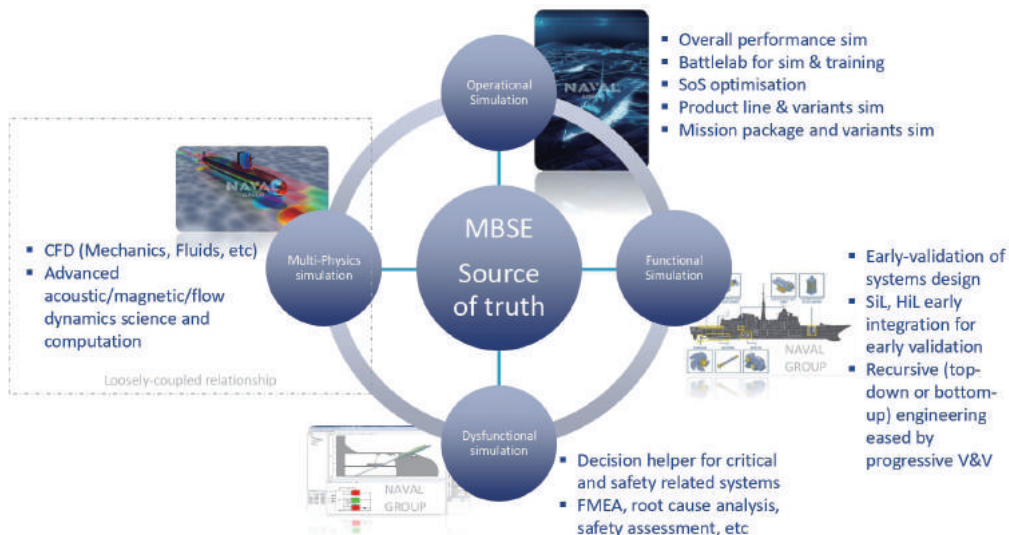 Operational
Simulation
▪ Overall performance sim
▪ Battlelab for sim & training
▪ SoS optimisation
▪ Product line & variants sim
▪ Mission package and variants sim
NAVAL
NAVAL
GROUP
▪ CFD (Mechanics, Fluids, etc)
▪ Advanced
acoustic/magnetic/flow
dynamics science and
computation
Loosely-coupled relationship
Multi-Physics
simulation
MBSE
Source
of truth
Functional
Simulation
▪ Early-validation of
systems design
▪ SiL, HiL early
integration for
early validation
▪ Recursive (top-
down or bottom-
up) engineering
eased by
progressive V&V
NAVAL
GROUP
Dysfunctional
simulation
NAVAL
GROUP
▪ Decision helper for critical
and safety related systems
▪ FMEA, root cause analysis,
safety assessment, etc